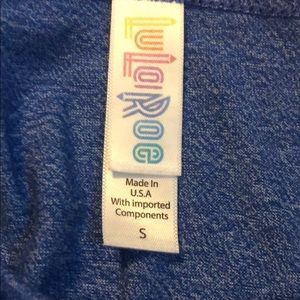 LuLaRoe
Made In
U.S.A
With imported
Components
S